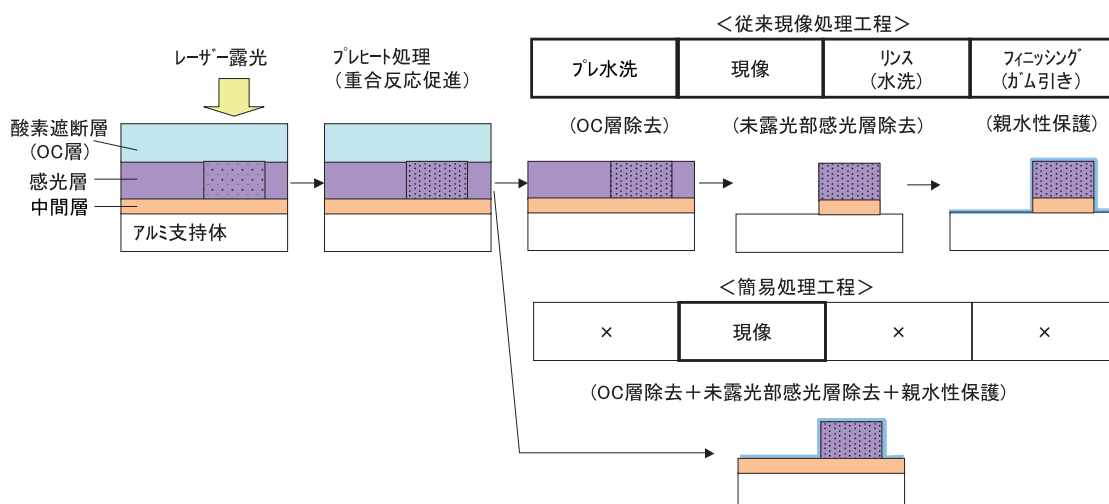 ＜従来現像処理工程＞
レーザー露光
プレヒート処理
(重合反応促進)
プレ水洗
現像
リンス
(水洗)
フィニッシング
(ガム引き)
酸素遮断層
(OC層)
感光層
中間層
アルミ支持体
(OC層除去)
(未露光部感光層除去)
(親水性保護)
＜簡易処理工程＞
×
現像
×
×
(OC層除去＋未露光部感光層除去＋親水性保護)